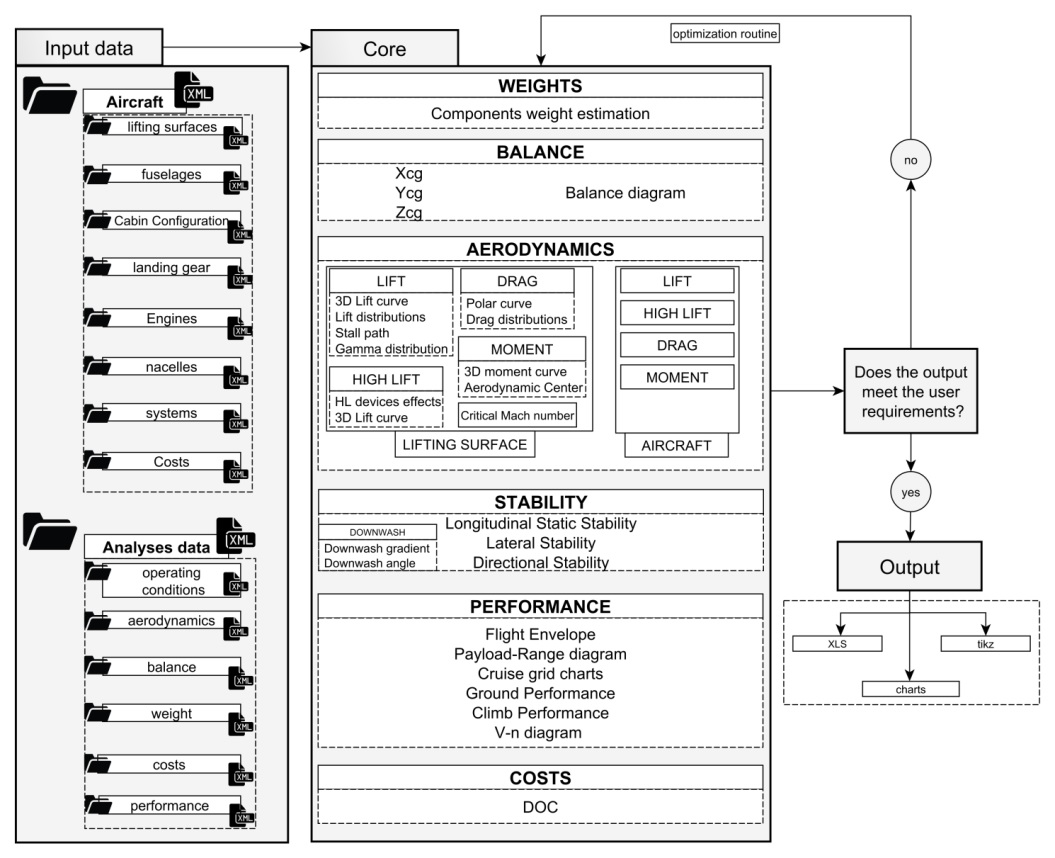 Input data
Aircraft
XML
lifting surfaces
XML
fuselages
XML
Cabin Configuration
XML
landing gear
XML
Engines
XML
nacelles
XML
systems
XML
Costs
XML
Analyses data
XML
operating
conditions
XML
aerodynamics
XML
balance
XML
weight
XML
costs
XML
performance
XML
Core
WEIGHTS
Components weight estimation
BALANCE
Xcg
Ycg
Zcg
Balance diagram
AERODYNAMICS
LIFT
3D Lift curve
Lift distributions
Stall path
Gamma distribution
HIGH LIFT
HL devices effects
3D Lift curve
DRAG
Polar curve
Drag distributions
MOMENT
3D moment curve
Aerodynamic Center
Critical Mach number
LIFTING SURFACE
LIFT
HIGH LIFT
DRAG
MOMENT
AIRCRAFT
STABILITY
DOWNWASH
Downwash gradient
Downwash angle
Longitudinal Static Stability
Lateral Stability
Directional Stability
PERFORMANCE
Flight Envelope
Payload-Range diagram
Cruise grid charts
Ground Performance
Climb Performance
V-n diagram
COSTS
DOC
optimization routine
no
Does the output
meet the user
requirements?
yes
Output
XLS
tikz
charts